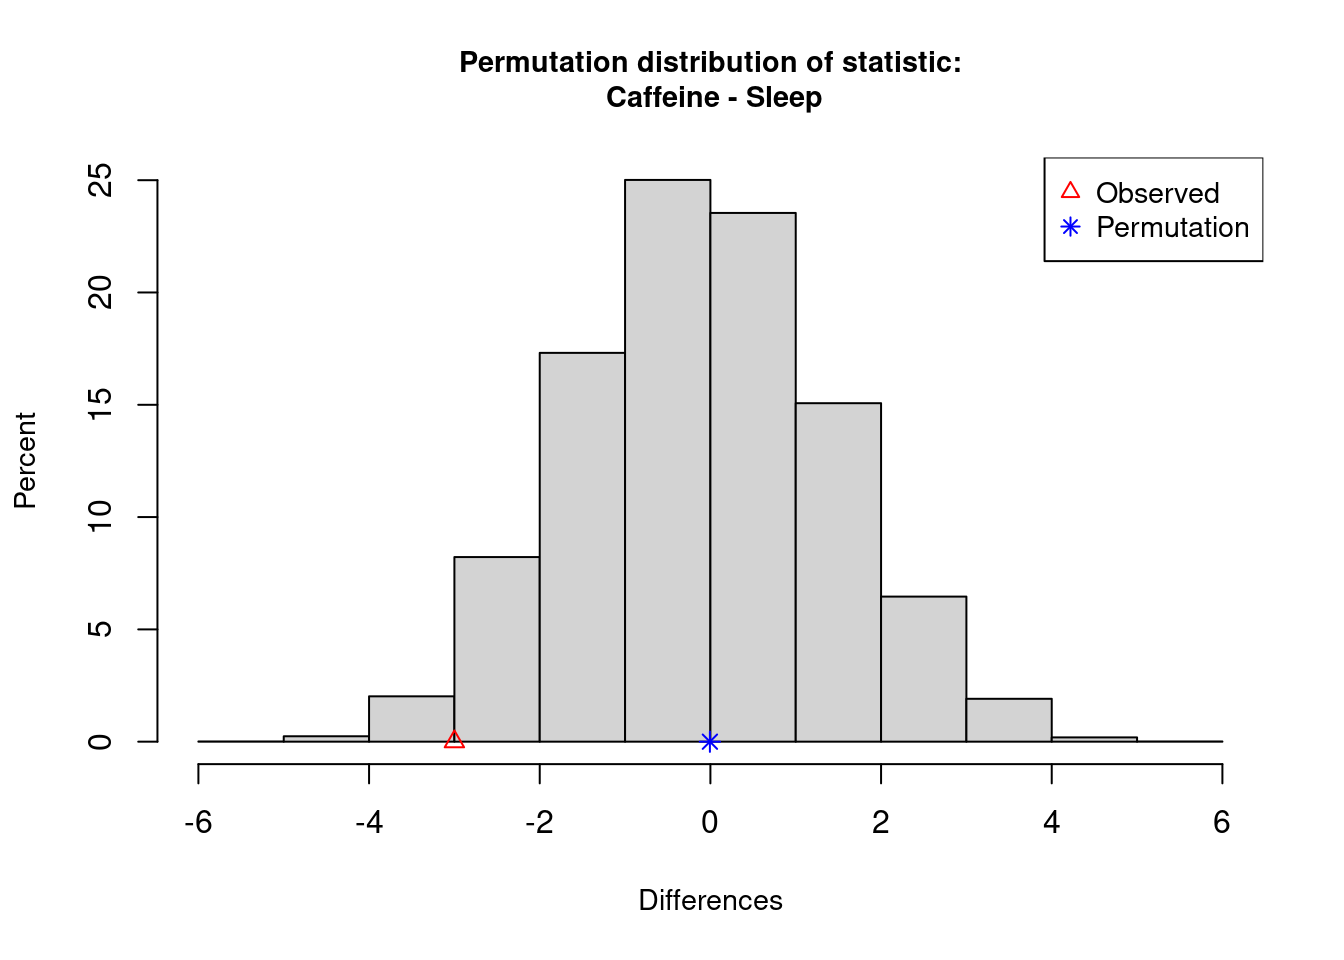 Permutation distribution of statistic:
Caffeine - Sleep
Observed
Permutation
25
20
15
10
5
0
Percent
-6 -4 -2 0 2 4 6
Differences